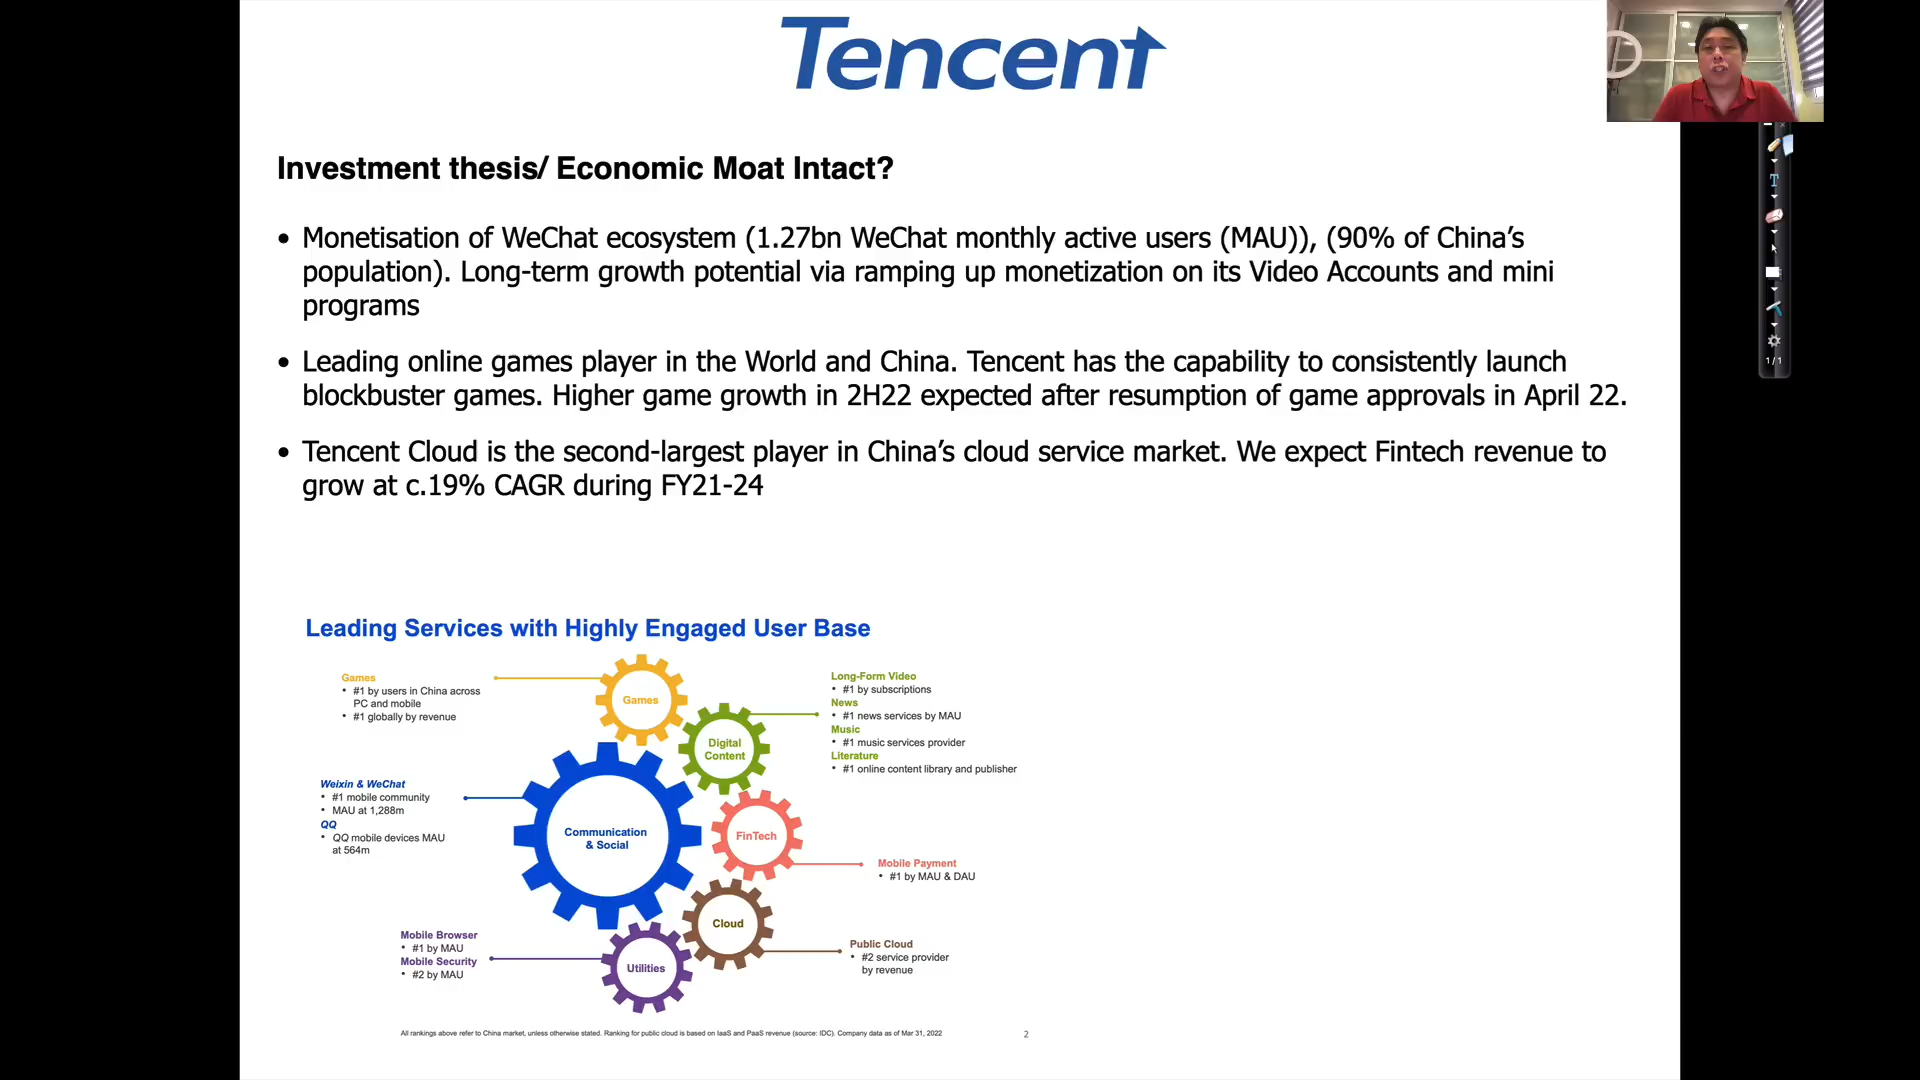 Tencent
Investment thesis/ Economic Moat Intact?
• Monetisation of WeChat ecosystem (1.27bn WeChat monthly active users (MAU)), (90% of China’s
population). Long-term growth potential via ramping up monetization on its Video Accounts and mini
programs
• Leading online games player in the World and China. Tencent has the capability to consistently launch
blockbuster games. Higher game growth in 2H22 expected after resumption of game approvals in April 22.
• Tencent Cloud is the second-largest player in China’s cloud service market. We expect Fintech revenue to
grow at c.19% CAGR during FY21-24
Leading Services with Highly Engaged User Base
Games
• #1 by users in China across
PC and mobile
• #1 globally by revenue
Weixin & WeChat
• #1 mobile community
• MAU at 1,288m
QQ
• QQ mobile devices MAU
at 564m
Mobile Browser
• #1 by MAU
Mobile Security
• #2 by MAU
Games
Digital
Content
Communication
& Social
FinTech
Cloud
Utilities
Long-Form Video
• #1 by subscriptions
News
• #1 news services by MAU
Music
• #1 music services provider
Literature
• #1 online content library and publisher
Mobile Payment
• #1 by MAU & DAU
Public Cloud
• #2 service provider
by revenue
All rankings above refer to China market, unless otherwise stated. Ranking for public cloud is based on IaaS and PaaS revenue (source: IDC). Company data as of Mar 31, 2022
2
T
1/1